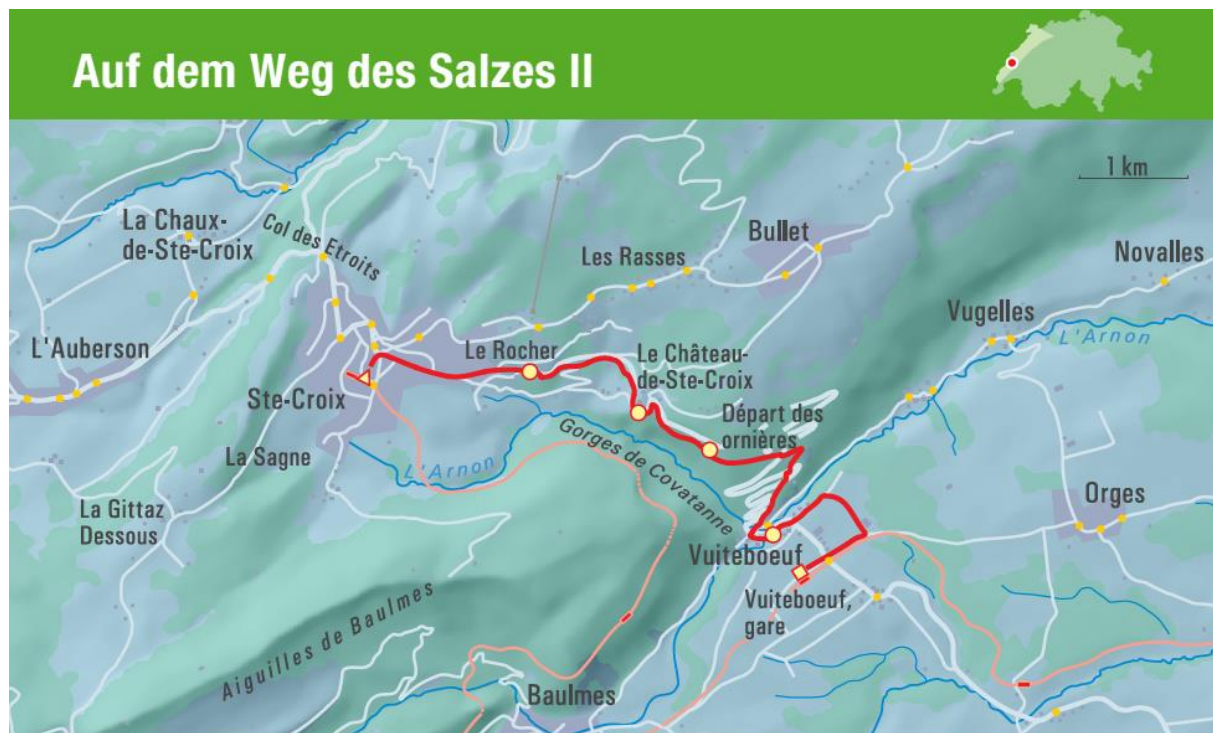 Auf dem Weg des Salzes II
1 km
La Chaux-
de-Ste-Croix
Col des Etroits
Bullet
Les Rasses
Novalles
Vugelles
L'Arnon
L'Auberson
Le Rocher
Le Château-
de-Ste-Croix
Ste-Croix
Départ des
ornières
Gorges de Covatanne
La Sagne
L'Arnon
La Gittaz
Dessous
Orges
Vuiteboeuf
Vuiteboeuf,
gare
Aiguilles de Baulmes
Baulmes